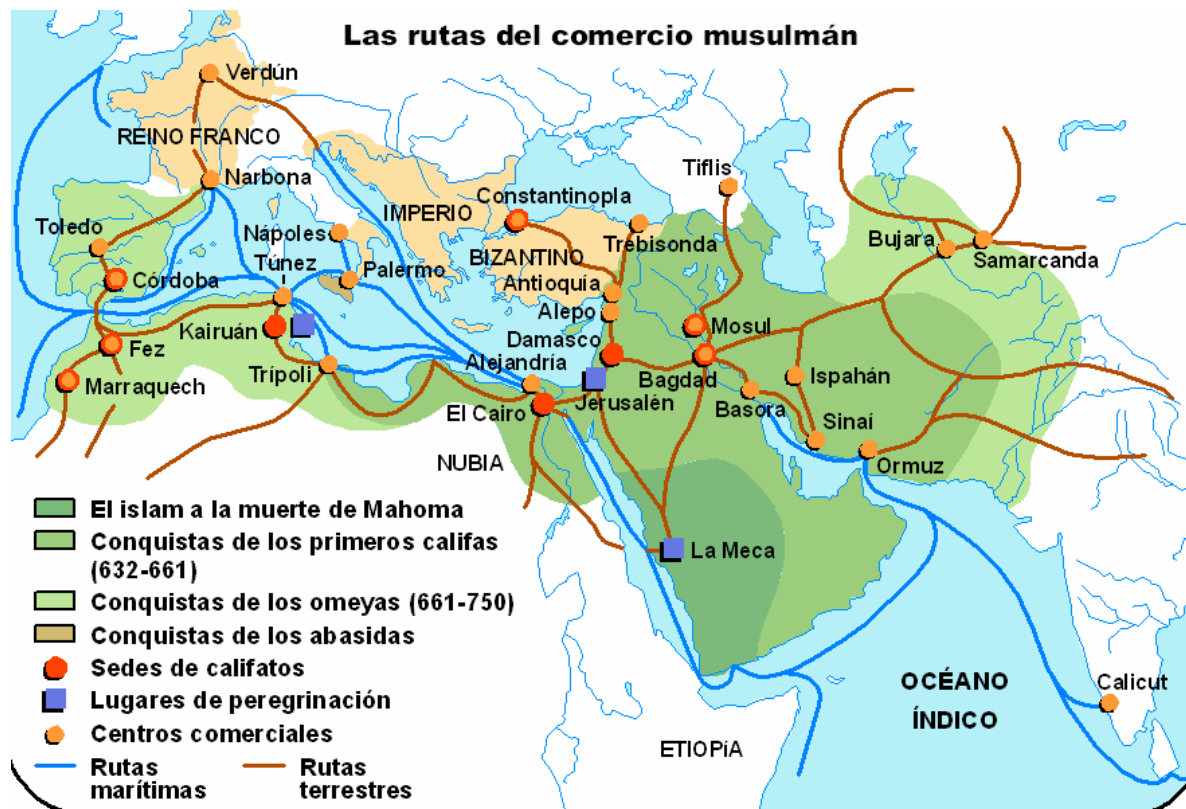 Las rutas del comercio musulmán
Verdún
REINO FRANCO
Narbona
Tiflis
Constantinopla
Toledo
IMPERIO
Nápoles
Trebisonda
Bujara
Túnez
BIZANTINO
Samarcanda
Palermo
Córdoba
Antioquía
Alepo
Kairuán
Mosul
Damasco
Fez
Alejandría
Trípoli
Bagdad
Ispahán
Marraquech
Jerusalén
Basora
El Cairo
Sinaí
NUBIA
Ormuz
El islam a la muerte de Mahoma
Conquistas de los primeros califas
(632-661)
La Meca
Conquistas de los omeyas (661-750)
Conquistas de los abasidas
Sedes de califatos
Lugares de peregrinación
OCÉANO
ÍNDICO
Calicut
Centros comerciales
ETIOPíA
Rutas
marítimas
Rutas
terrestres